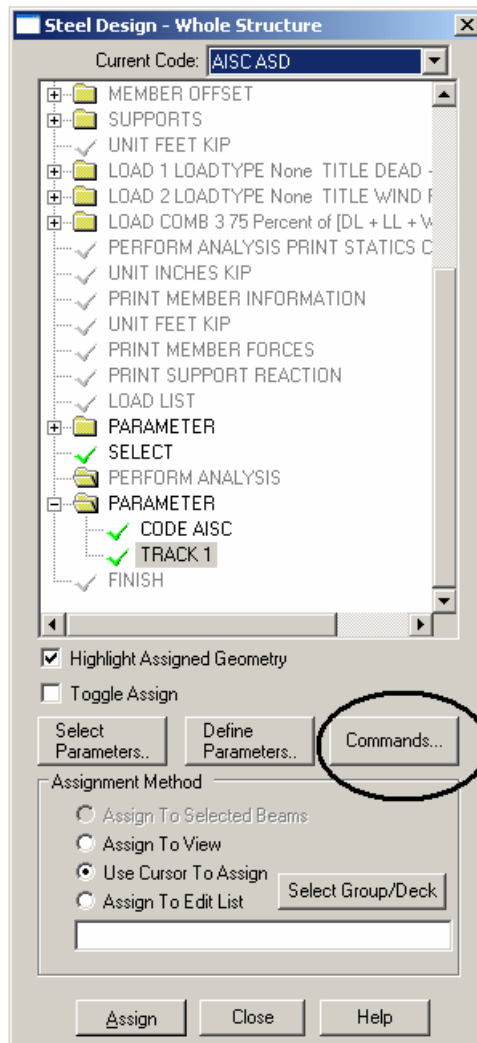 Steel Design - Whole Structure
Current Code: AISC ASD
MEMBER OFFSET
SUPPORTS
UNIT FEET KIP
LOAD 1 LOADTYPE None TITLE DEAD -
LOAD 2 LOADTYPE None TITLE WIND F
LOAD COMB 3 75 Percent of [DL + LL + W
PERFORM ANALYSIS PRINT STATICS C
UNIT INCHES KIP
PRINT MEMBER INFORMATION
UNIT FEET KIP
PRINT MEMBER FORCES
PRINT SUPPORT REACTION
LOAD LIST
PARAMETER
SELECT
PERFORM ANALYSIS
PARAMETER
CODE AISC
TRACK 1
FINISH
Highlight Assigned Geometry
Toggle Assign
Select Parameters..
Define Parameters..
Commands...
Assignment Method
Assign To Selected Beams
Assign To View
Use Cursor To Assign
Assign To Edit List
Select Group/Deck
Assign Close Help